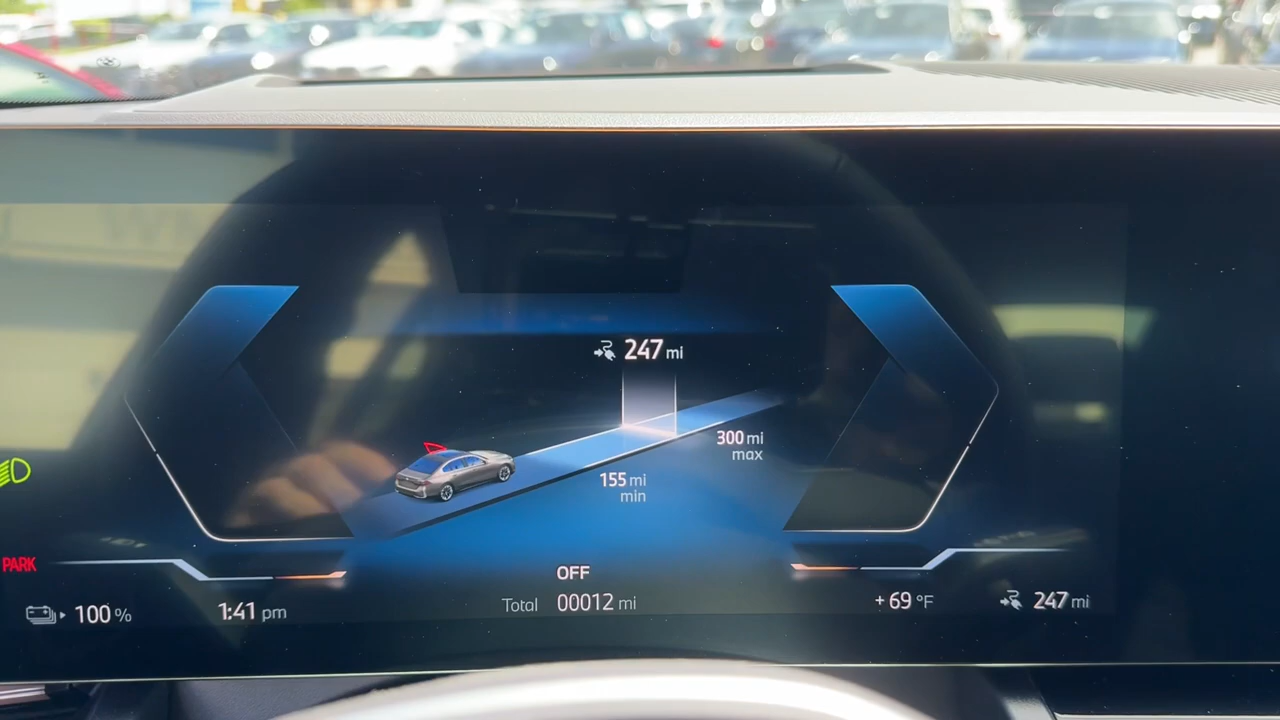 247 mi
300 mi
max
155 mi
min
PARK
OFF
100 %
1:41 pm
Total 00012 mi
+69 °F
247 mi